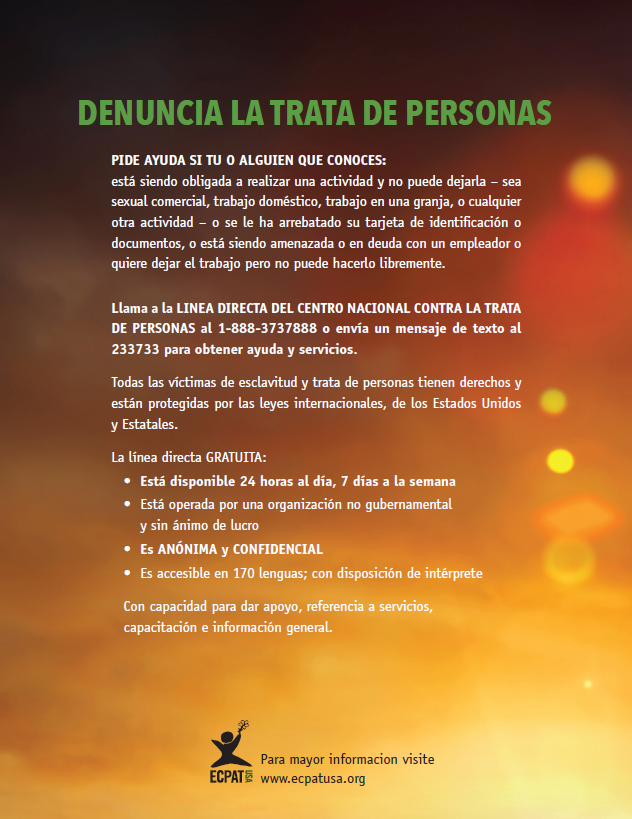 DENUNCIA LA TRATA DE PERSONAS
PIDE AYUDA SI TU O ALGUIEN QUE CONOCES:
está siendo obligada a realizar una actividad y no puede dejarla – sea
sexual comercial, trabajo doméstico, trabajo en una granja, o cualquier
otra actividad – o se le ha arrebatado su tarjeta de identificación o
documentos, o está siendo amenazada o en deuda con un empleador o
quiere dejar el trabajo pero no puede hacerlo libremente.
Llama a la LINEA DIRECTA DEL CENTRO NACIONAL CONTRA LA TRATA
DE PERSONAS al 1-888-3737888 o envía un mensaje de texto al
233733 para obtener ayuda y servicios.
Todas las víctimas de esclavitud y trata de personas tienen derechos y
están protegidas por las leyes internacionales, de los Estados Unidos
y Estatales.
La línea directa GRATUITA:
• Está disponible 24 horas al día, 7 días a la semana
• Está operada por una organización no gubernamental
y sin ánimo de lucro
• Es ANÓNIMA y CONFIDENCIAL
• Es accesible en 170 lenguas; con disposición de intérprete
Con capacidad para dar apoyo, referencia a servicios,
capacitación e información general.
ECPAT USA
Para mayor informacion visite
www.ecpatusa.org